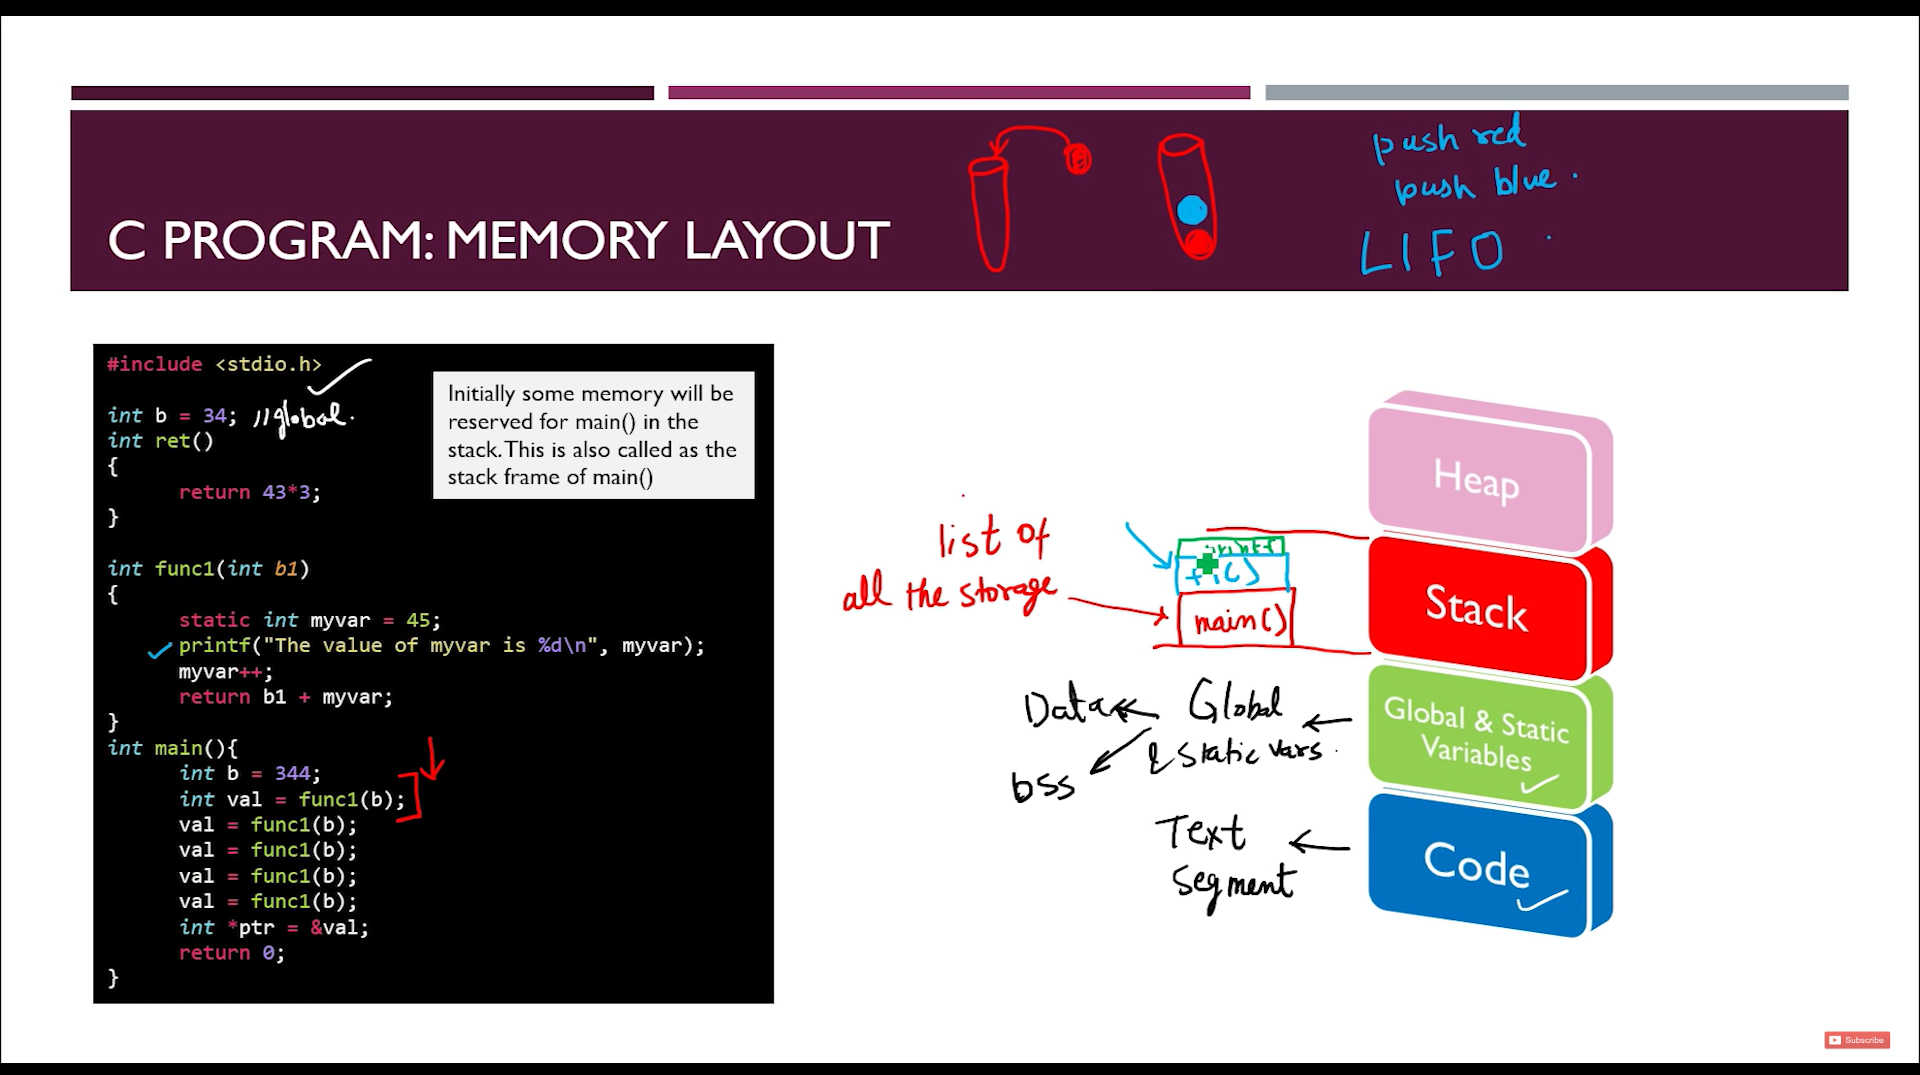 push red
push blue.
LIFO
C PROGRAM: MEMORY LAYOUT
#include <stdio.h>
int b = 34; //global.
int ret()
{
return 43*3;
}
int func1(int b1)
{
static int myvar = 45;
printf("The value of myvar is %d\n", myvar);
myvar++;
return b1 + myvar;
}
int main(){
int b = 344;
int val = func1(b);
val = func1(b);
val = func1(b);
val = func1(b);
val = func1(b);
int *ptr = &val;
return 0;
}
Initially some memory will be
reserved for main() in the
stack. This is also called as the
stack frame of main()
list of
all the storage
main()
Data
Global
& static vars.
bss
Text
segment
Heap
Stack
Global & Static
Variables
Code
Subscribe